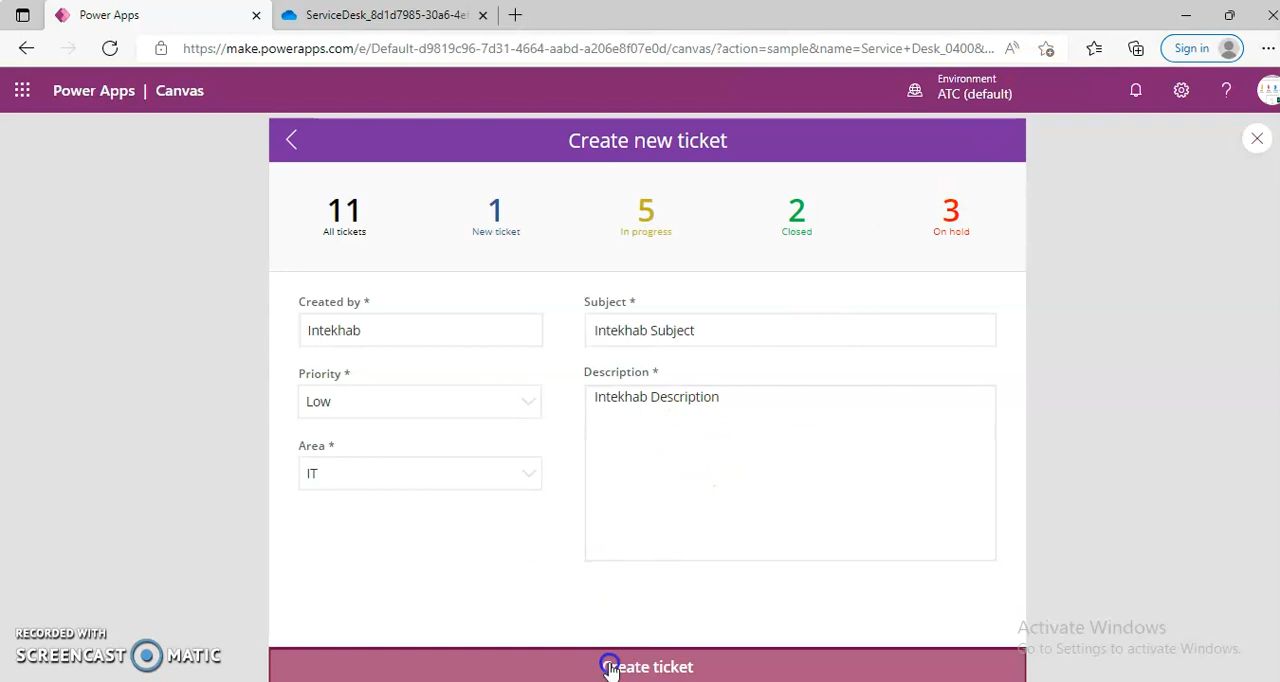 Power Apps
ServiceDesk_8d1d7985-30a6-4ef
https://make.powerapps.com/e/Default-d9819c96-7d31-4664-aabd-a206e8f07e0d/canvas/?action=sample&name=Service+Desk_0400&...
Sign in
Power Apps | Canvas
Environment
ATC (default)
Create new ticket
11
All tickets
1
New ticket
5
In progress
2
Closed
3
On hold
Created by *
Intekhab
Subject *
Intekhab Subject
Priority *
Low
Description *
Intekhab Description
Area *
IT
Create ticket
Activate Windows
Go to Settings to activate Windows.
RECORDED WITH
SCREENCAST MATIC